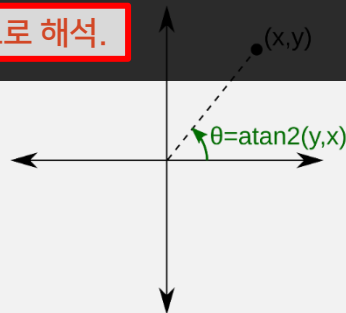 로 해석.
(x,y)
θ=atan2(y,x)